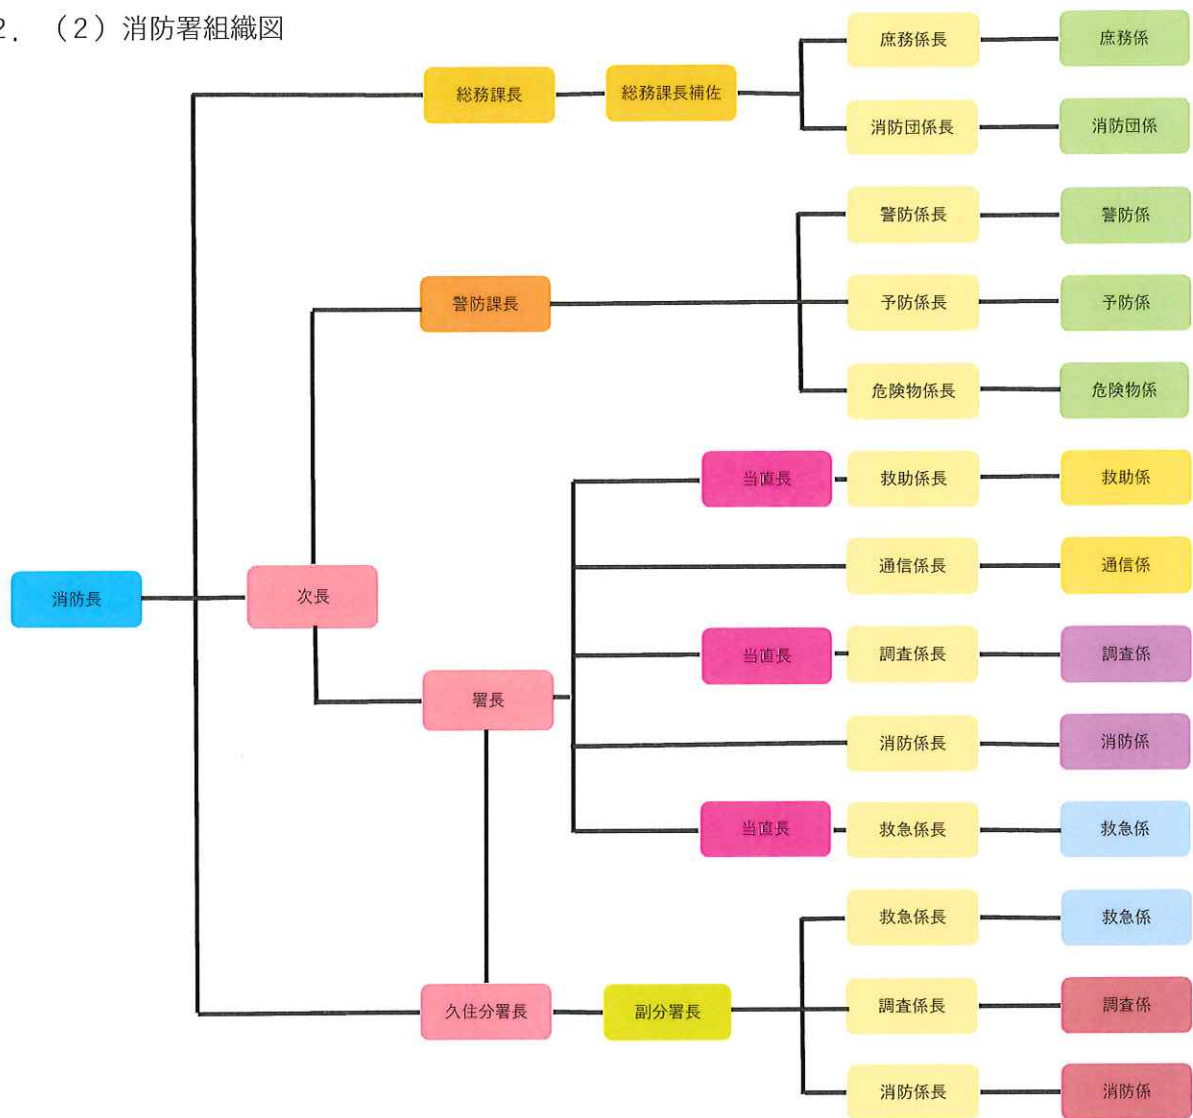 2．（2）消防署組織図
庶務係長
庶務係
総務課長
総務課長補佐
消防団係長
消防団係
警防係長
警防係
警防課長
予防係長
予防係
危険物係長
危険物係
当直長
救助係長
救助係
通信係長
通信係
消防長
次長
当直長
調査係長
調査係
署長
消防係長
消防係
当直長
救急係長
救急係
救急係長
救急係
久住分署長
副分署長
調査係長
調査係
消防係長
消防係